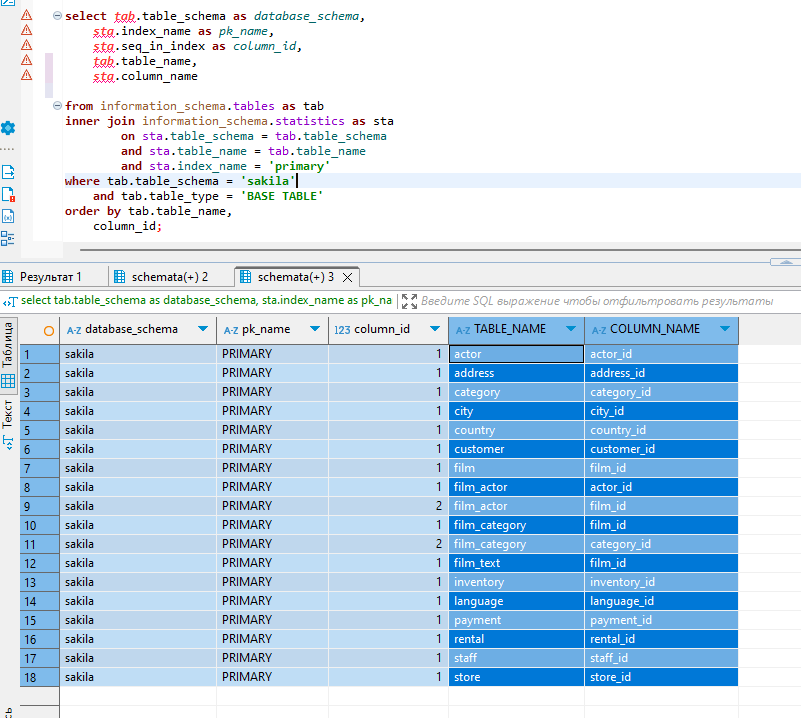 select tab.table_schema as database_schema,
sta.index_name as pk_name,
sta.seq_in_index as column_id,
tab.table_name,
sta.column_name
from information_schema.tables as tab
inner join information_schema.statistics as sta
on sta.table_schema = tab.table_schema
and sta.table_name = tab.table_name
and sta.index_name = 'primary'
where tab.table_schema = 'sakila'
and tab.table_type = 'BASE TABLE'
order by tab.table_name,
column_id;
Результат 1 schemata(+) 2 schemata(+) 3
select tab.table_schema as database_schema, sta.index_name as pk_na Введите SQL выражение чтобы отфильтровать результаты
Таблица
Текст
A-Z database_schema A-Z pk_name 123 column_id A-Z TABLE_NAME A-Z COLUMN_NAME
1 sakila PRIMARY 1 actor actor_id
2 sakila PRIMARY 1 address address_id
3 sakila PRIMARY 1 category category_id
4 sakila PRIMARY 1 city city_id
5 sakila PRIMARY 1 country country_id
6 sakila PRIMARY 1 customer customer_id
7 sakila PRIMARY 1 film film_id
8 sakila PRIMARY 1 film_actor actor_id
9 sakila PRIMARY 2 film_actor film_id
10 sakila PRIMARY 1 film_category film_id
11 sakila PRIMARY 2 film_category category_id
12 sakila PRIMARY 1 film_text film_id
13 sakila PRIMARY 1 inventory inventory_id
14 sakila PRIMARY 1 language language_id
15 sakila PRIMARY 1 payment payment_id
16 sakila PRIMARY 1 rental rental_id
17 sakila PRIMARY 1 staff staff_id
18 sakila PRIMARY 1 store store_id